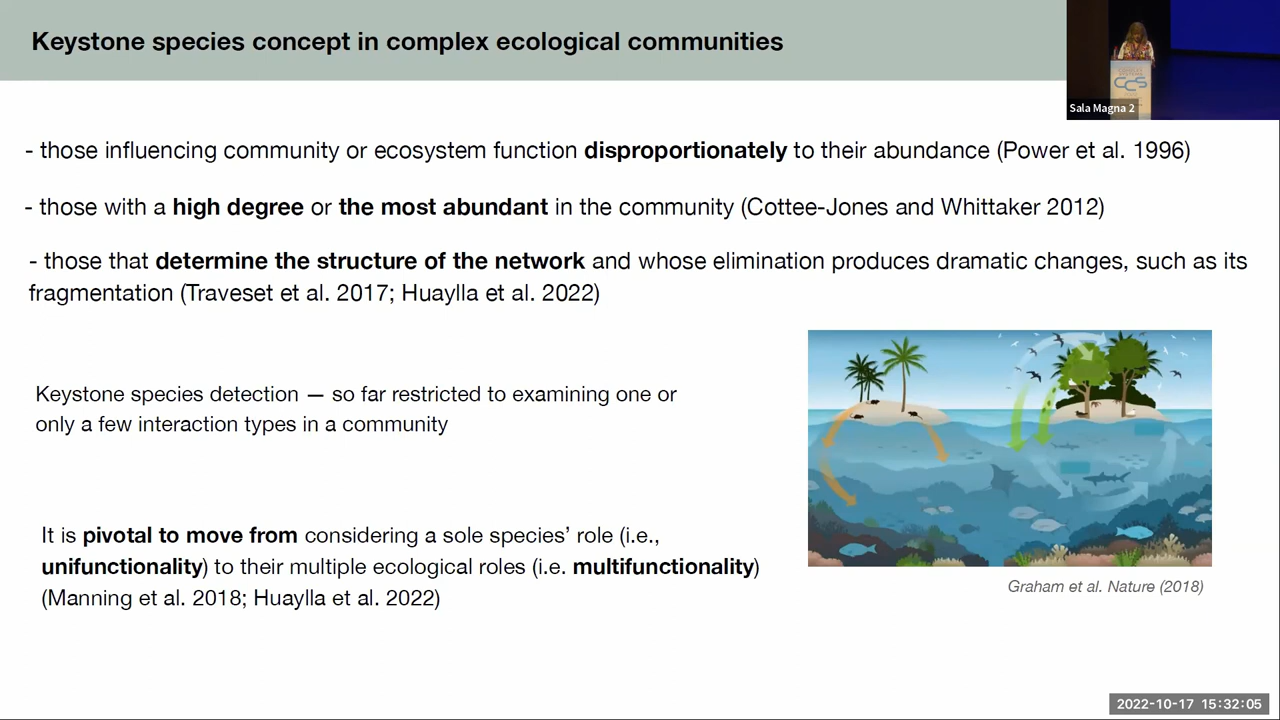 Keystone species concept in complex ecological communities
CCS
Sala Magna 2
- those influencing community or ecosystem function disproportionately to their abundance (Power et al. 1996)
- those with a high degree or the most abundant in the community (Cottee-Jones and Whittaker 2012)
- those that determine the structure of the network and whose elimination produces dramatic changes, such as its
fragmentation (Traveset et al. 2017; Huaylla et al. 2022)
Keystone species detection — so far restricted to examining one or
only a few interaction types in a community
It is pivotal to move from considering a sole species’ role (i.e.,
unifunctionality) to their multiple ecological roles (i.e. multifunctionality)
(Manning et al. 2018; Huaylla et al. 2022)
Graham et al. Nature (2018)
2022-10-17 15:32:05